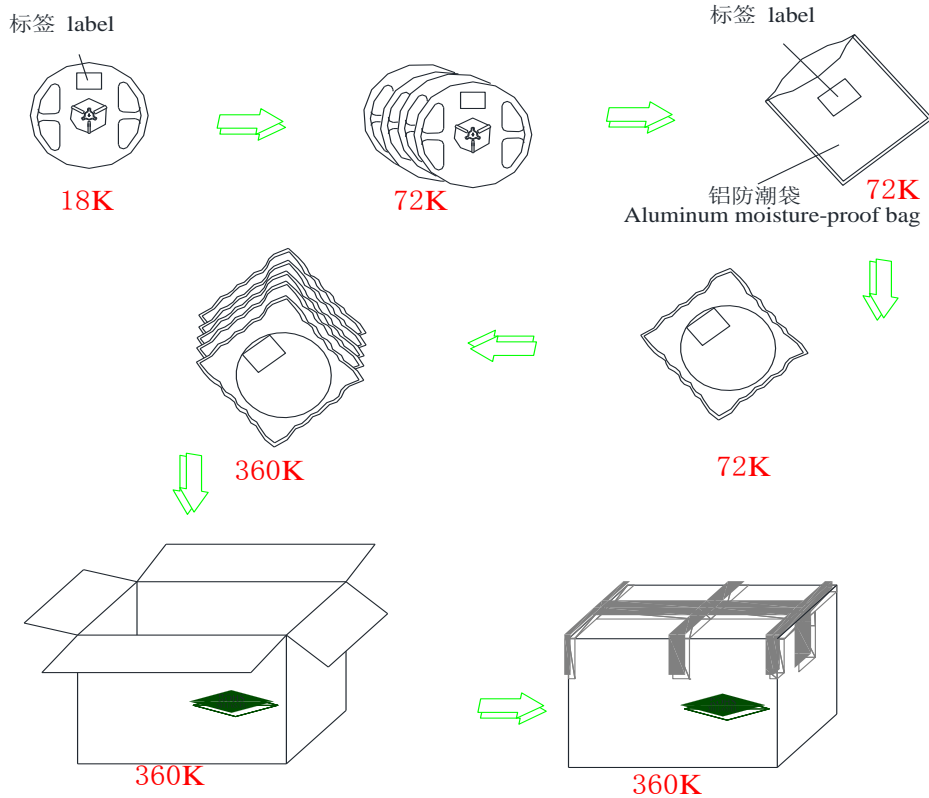 标签 label
标签 label
18K
72K
铝防潮袋
72K
Aluminum moisture-proof bag
360K
72K
360K
360K